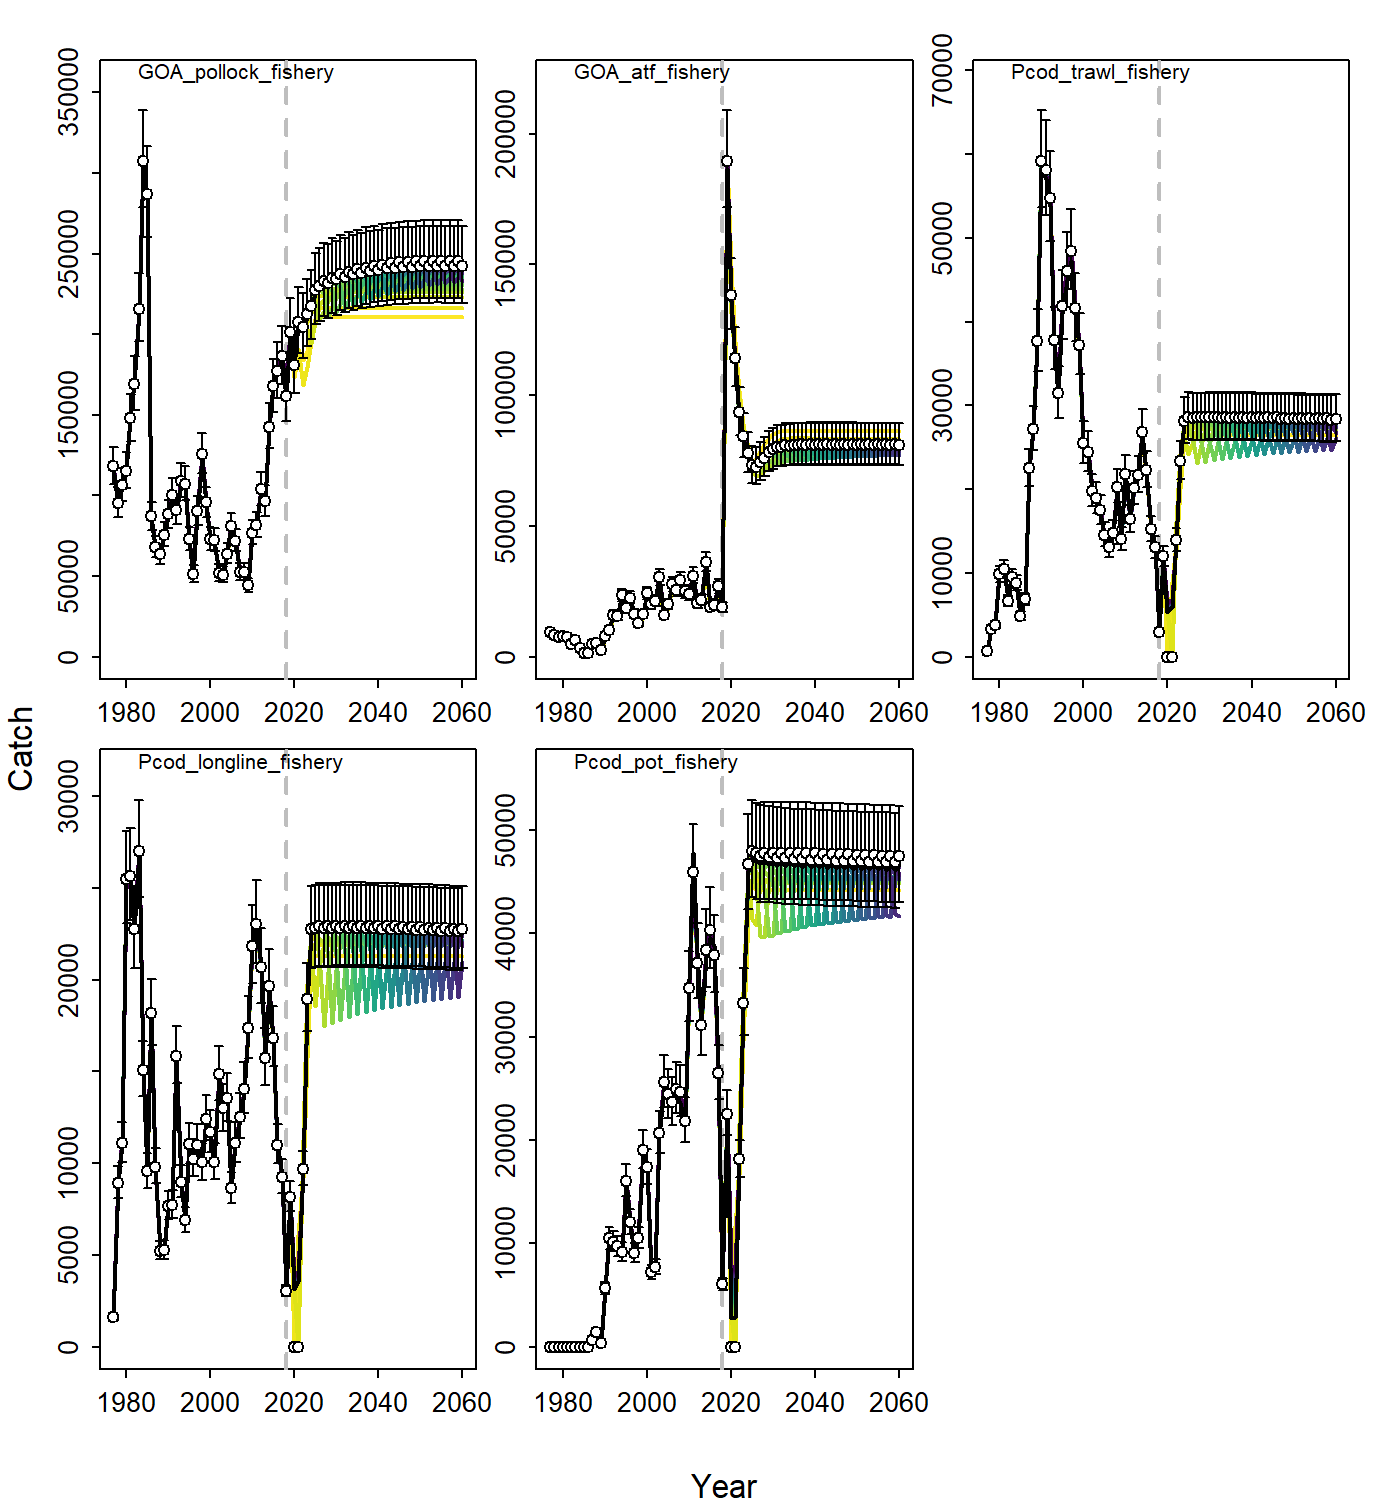 GOA_pollock_fishery
0 50000 150000 250000 350000
1980 2000 2020 2040 2060
GOA_atf_fishery
0 50000 100000 150000 200000
1980 2000 2020 2040 2060
Pcod_trawl_fishery
0 10000 30000 50000 70000
1980 2000 2020 2040 2060
Catch
Pcod_longline_fishery
0 5000 10000 20000 30000
1980 2000 2020 2040 2060
Pcod_pot_fishery
0 10000 20000 30000 40000 50000
1980 2000 2020 2040 2060
Year